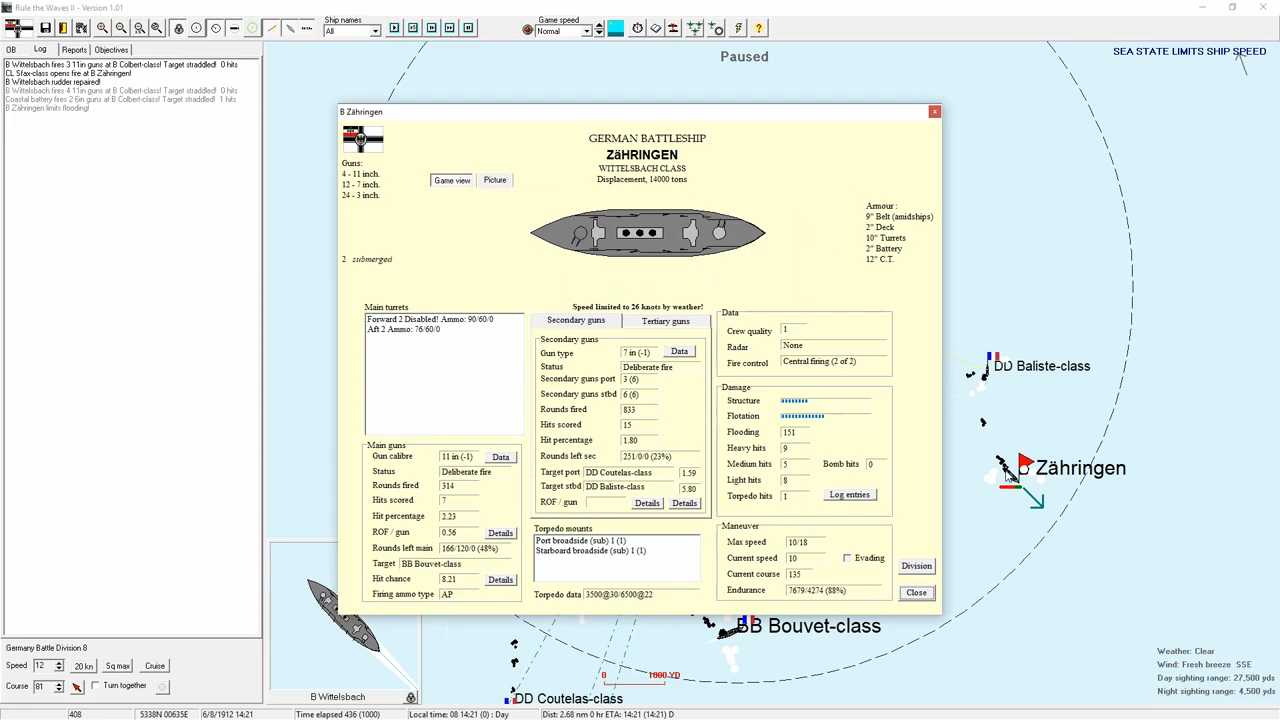 Rule the Waves II - Version 1.01
Ship names
All
Game speed
Normal
OB Log Reports Objectives
B Wittelsbach fires 3 11in guns at B Colbert-class! Target straddled! 0 hits
CL Sfax-class opens fire at B Zähringen!
B Wittelsbach rudder repaired!
B Wittelsbach fires 4 11in guns at B Colbert-class! Target straddled! 0 hits
Coastal battery fires 2 6in guns at B Colbert-class! Target straddled! 1 hits
B Zähringen limits flooding!
Paused
SEA STATE LIMITS SHIP SPEED
B Zähringen
GERMAN BATTLESHIP
ZäHRINGEN
WITTELSBACH CLASS
Displacement, 14000 tons
Guns:
4 - 11 inch.
12 - 7 inch.
24 - 3 inch.
Game view Picture
2 submerged
Armour :
9" Belt (amidships)
2" Deck
10" Turrets
2" Battery
12" C.T.
Speed limited to 26 knots by weather!
Main turrets
Forward 2 Disabled! Ammo: 90/60/0
Aft 2 Ammo: 76/60/0
Main guns
Gun calibre 11 in (-1) Data
Status Deliberate fire
Rounds fired 314
Hits scored 7
Hit percentage 2.23
ROF / gun 0.56 Details
Rounds left main 166/120/0 (48%)
Target BB Bouvet-class
Hit chance 8.21 Details
Firing ammo type AP
Secondary guns Tertiary guns
Secondary guns
Gun type 7 in (-1) Data
Status Deliberate fire
Secondary guns port 3 (6)
Secondary guns stbd 6 (6)
Rounds fired 833
Hits scored 15
Hit percentage 1.80
Rounds left sec 251/0/0 (23%)
Target port DD Coutelas-class 1.59
Target stbd DD Baliste-class 5.80
ROF / gun Details Details
Torpedo mounts
Port broadside (sub) 1 (1)
Starboard broadside (sub) 1 (1)
Torpedo data 3500@30/6500@22
Data
Crew quality 1
Radar None
Fire control Central firing (2 of 2)
Damage
Structure
Flotation
Flooding 151
Heavy hits 9
Medium hits 5 Bomb hits 0
Light hits 8
Torpedo hits 1 Log entries
Maneuver
Max speed 10/18
Current speed 10 Evading
Current course 135
Endurance 7679/4274 (88%)
Division
Close
DD Baliste-class
Zähringen
BB Bouvet-class
DD Coutelas-class
0 1000 YD
B Wittelsbach
Germany Battle Division 8
Speed 12 20 kn Sq max Cruise
Course 81 Turn together
Weather: Clear
Wind: Fresh breeze SSE
Day sighting range: 27,500 yds
Night sighting range: 4,500 yds
408 5338N 00635E 6/8/1912 14:21 Time elapsed 436 (1000) Local time: 08 14:21 (0) : Day Dist: 2.68 nm 0 hr ETA: 14:21 (14:21) D